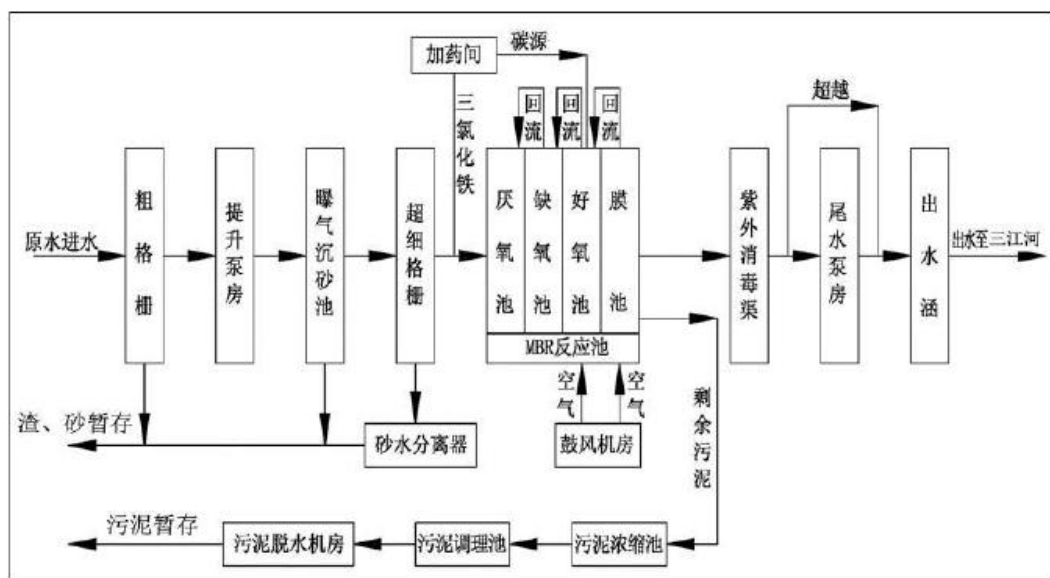 加药间
碳源
三氯化铁
回流
回流
回流
超越
原水进水
粗格栅
提升泵房
曝气沉砂池
超细格栅
厌氧池
缺氧池
好氧池
膜池
MBR反应池
紫外消毒渠
尾水泵房
出水涵
出水至三江河
空气
空气
鼓风机房
剩余污泥
渣、砂暂存
砂水分离器
污泥暂存
污泥脱水机房
污泥调理池
污泥浓缩池